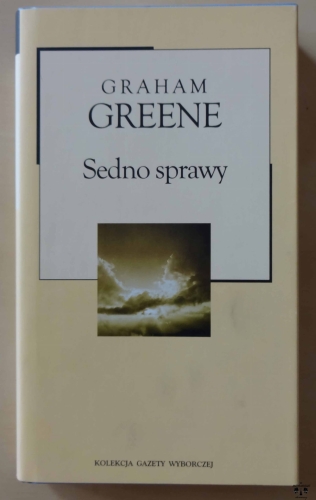 GRAHAM
GREENE
Sedno sprawy
KOLEKCJA GAZETY WYBORCZEJ